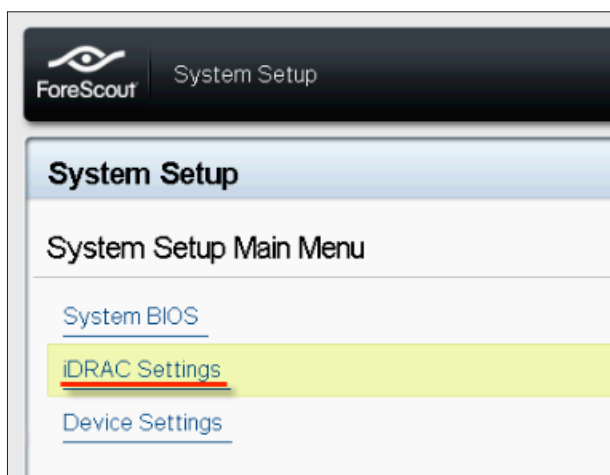 ForeScout
System Setup
System Setup
System Setup Main Menu
System BIOS
iDRAC Settings
Device Settings